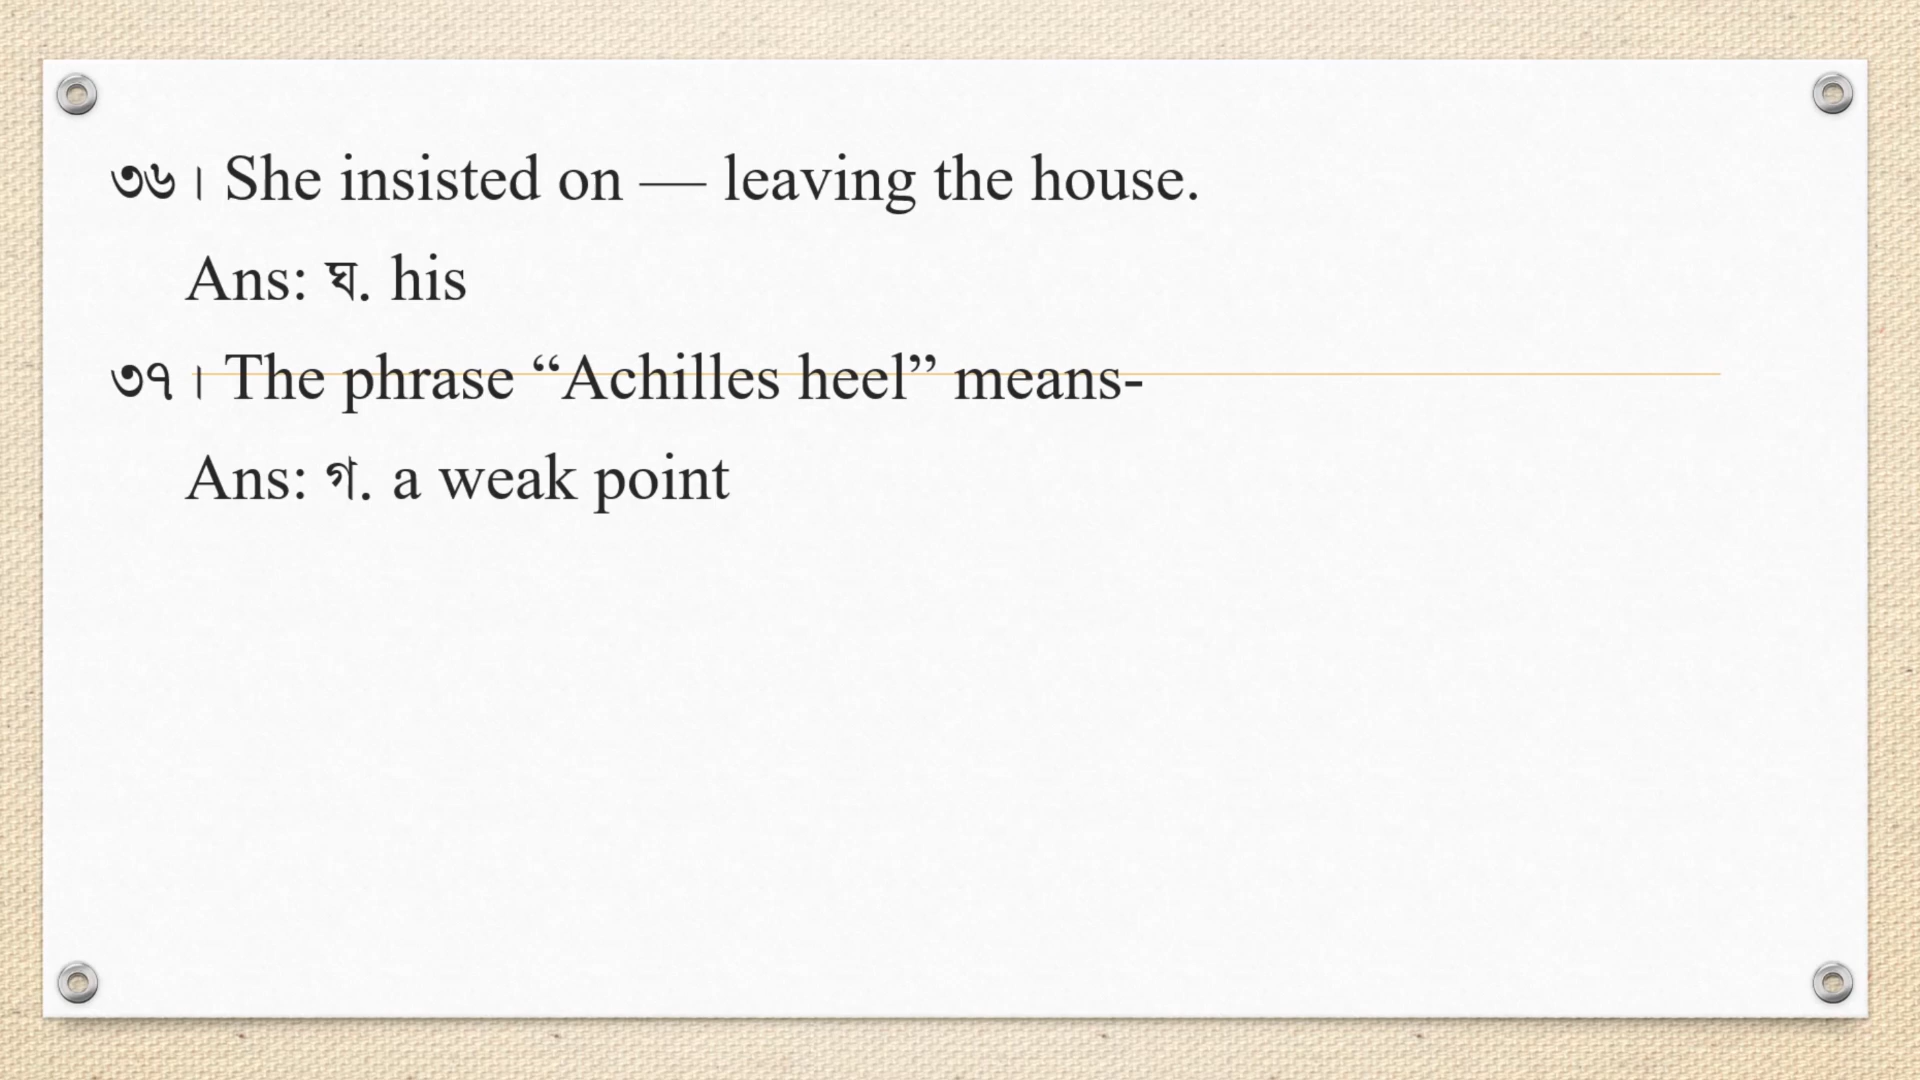 ৩৬। She insisted on — leaving the house.
Ans: ঘ. his
৩৭। The phrase “Achilles heel” means-
Ans: গ. a weak point